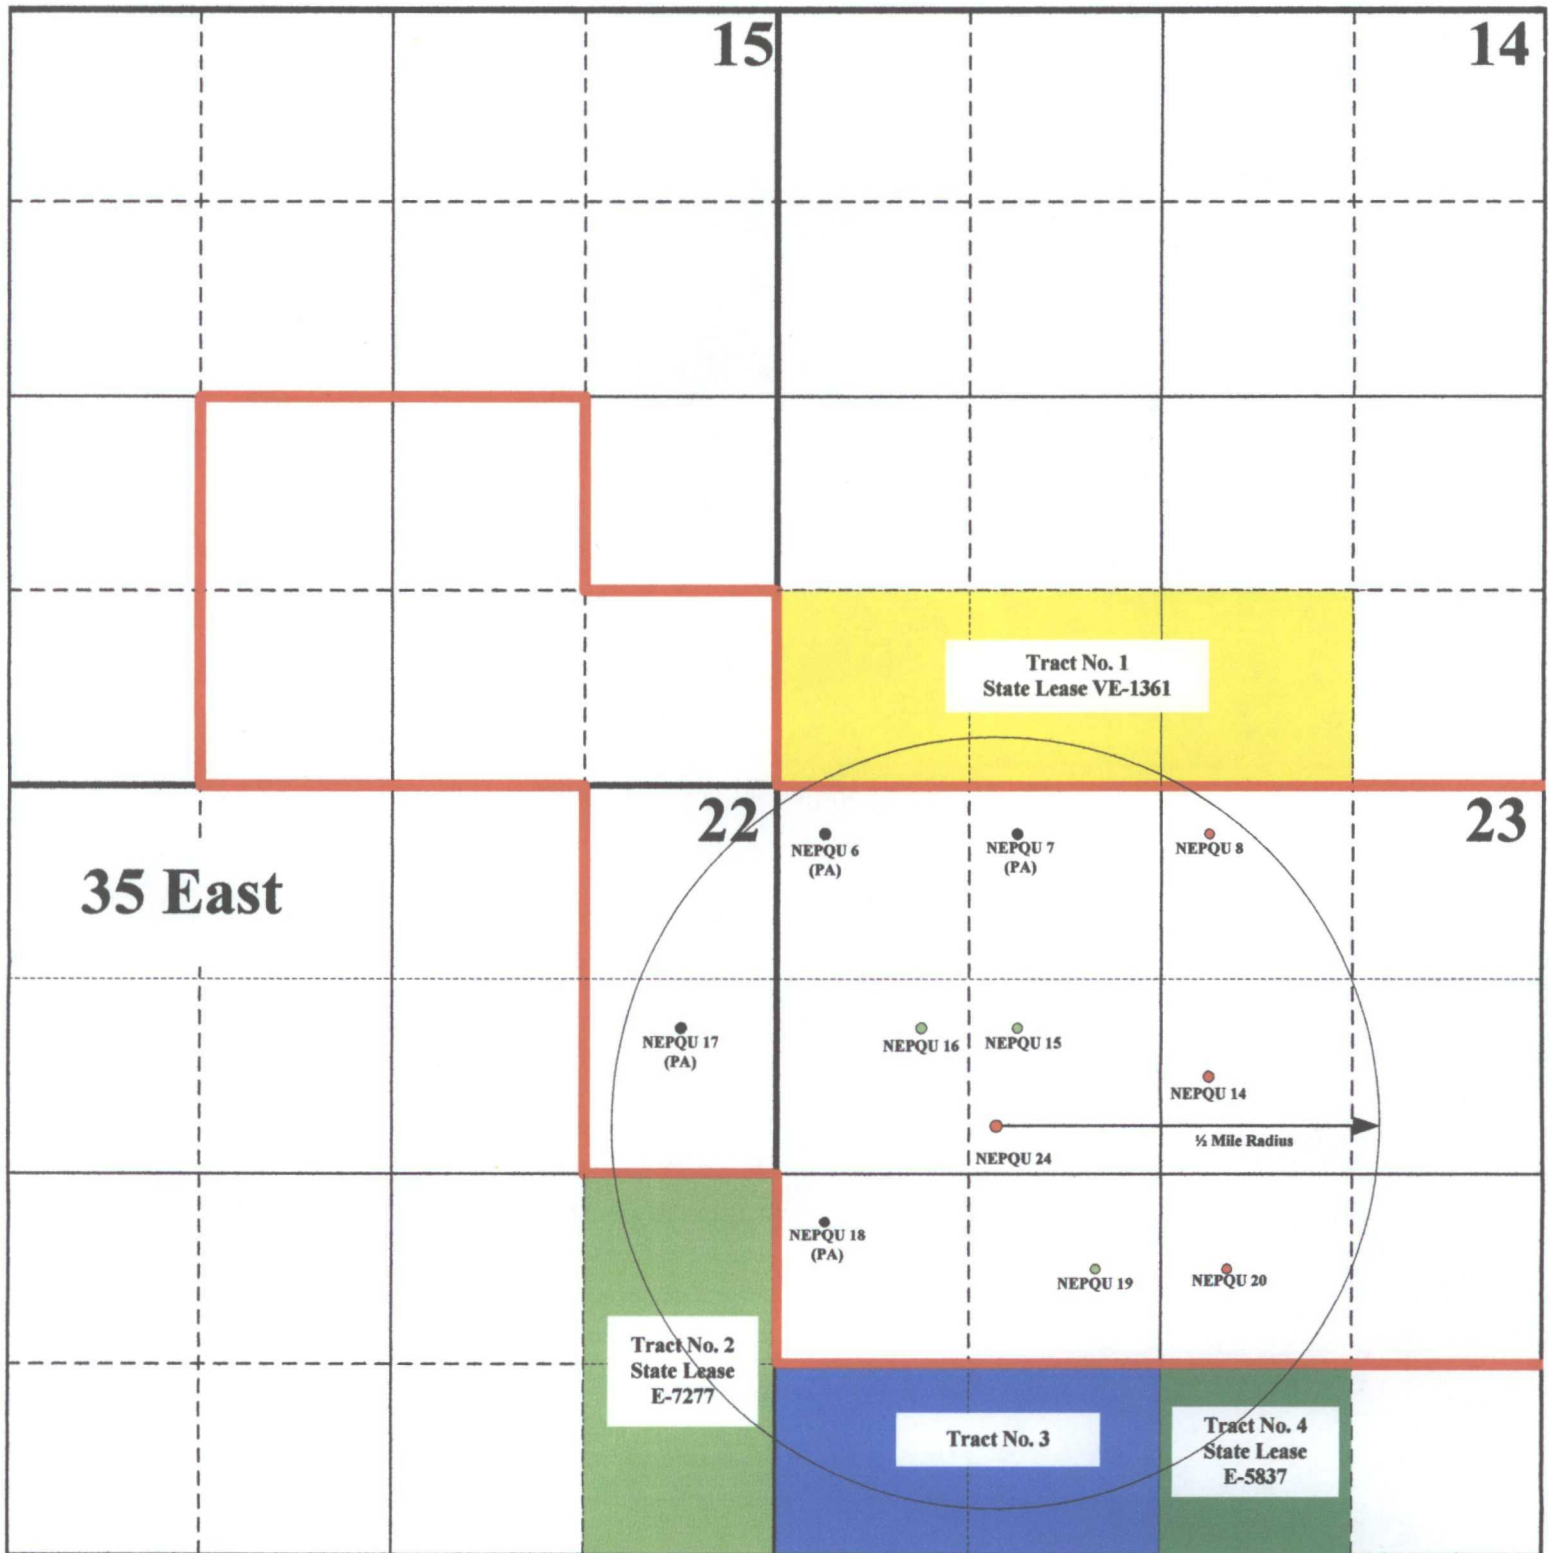 15
14
Tract No. 1
State Lease VE-1361
22
23
35 East
NEPQU 6
(PA)
NEPQU 7
(PA)
NEPQU 8
NEPQU 17
(PA)
NEPQU 16
NEPQU 15
NEPQU 14
½ Mile Radius
NEPQU 24
NEPQU 18
(PA)
NEPQU 19
NEPQU 20
Tract No. 2
State Lease
E-7277
Tract No. 3
Tract No. 4
State Lease
E-5837